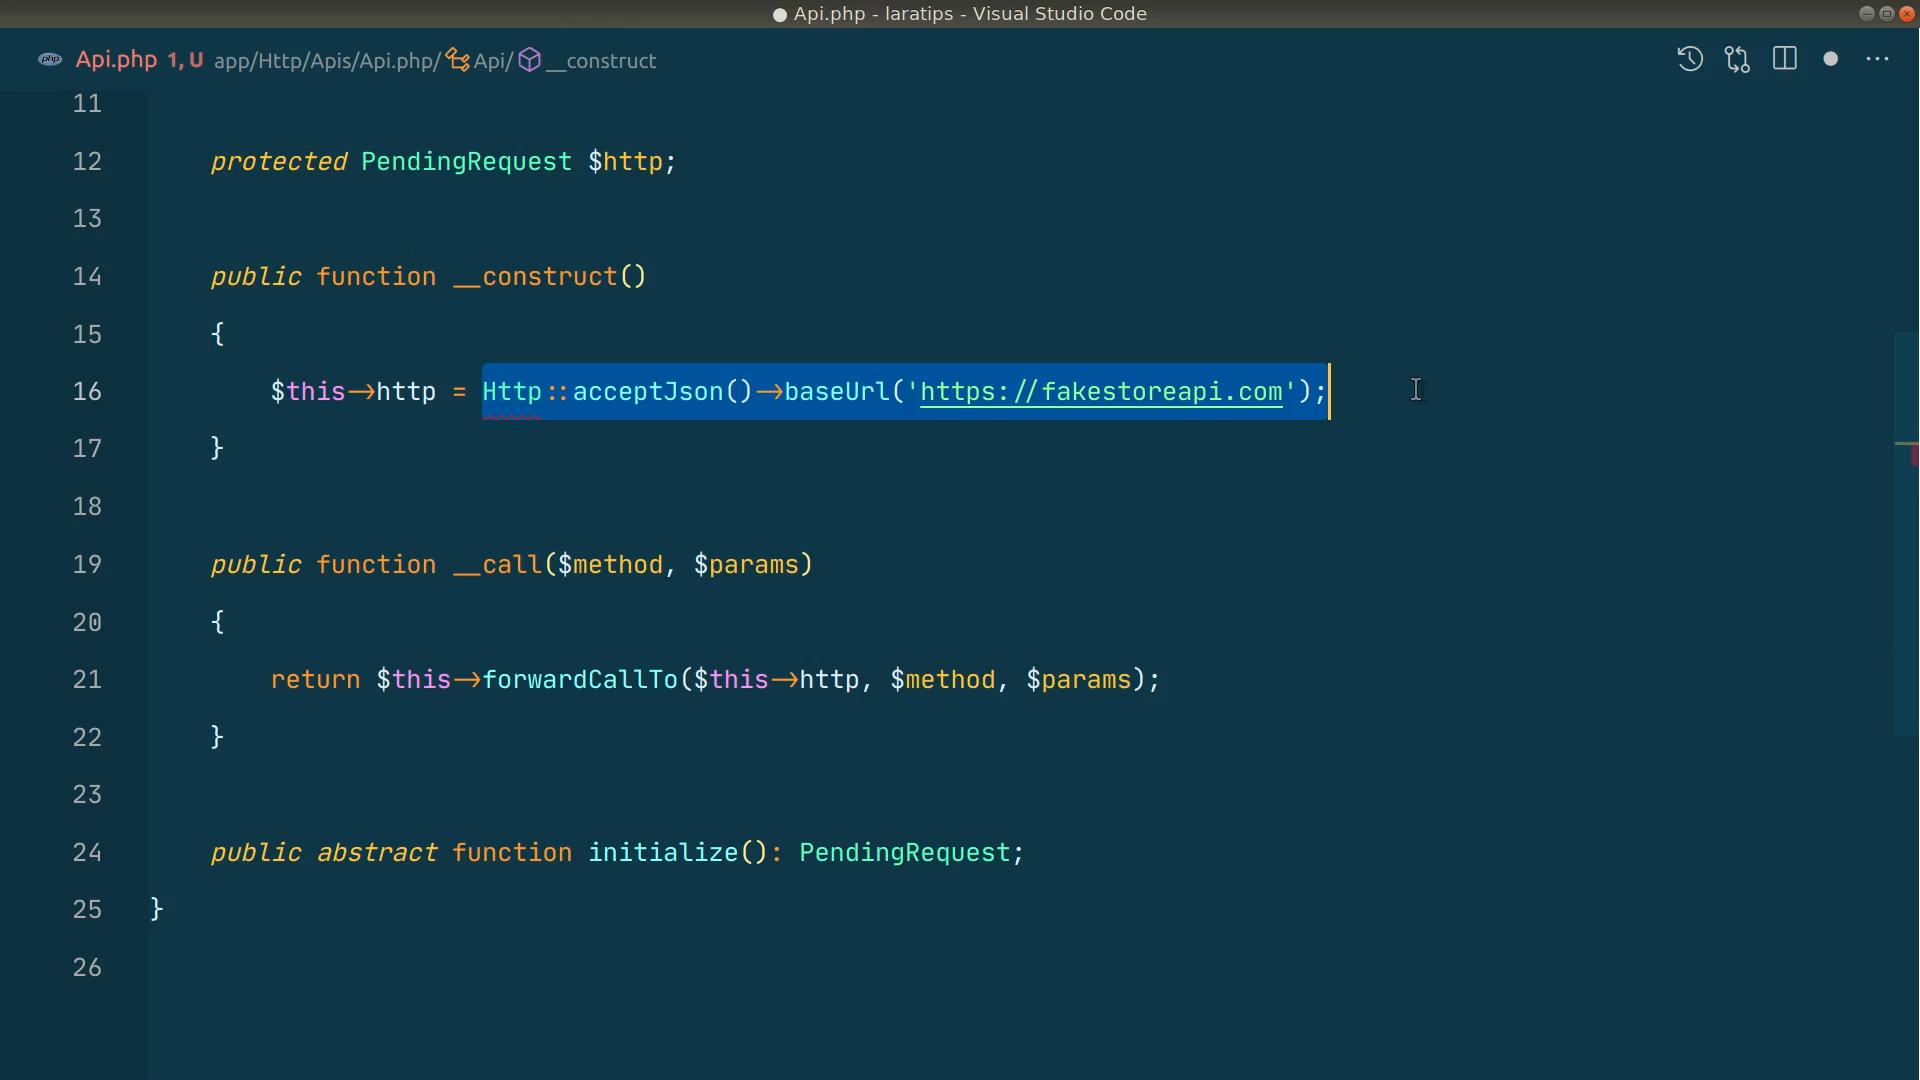 Api.php - laratips - Visual Studio Code
php Api.php 1, U app/Http/Apis/Api.php/ Api/ __construct
11
12 protected PendingRequest $http;
13
14 public function __construct()
15 {
16 $this->http = Http::acceptJson()->baseUrl('https://fakestoreapi.com');
17 }
18
19 public function __call($method, $params)
20 {
21 return $this->forwardCallTo($this->http, $method, $params);
22 }
23
24 public abstract function initialize(): PendingRequest;
25 }
26